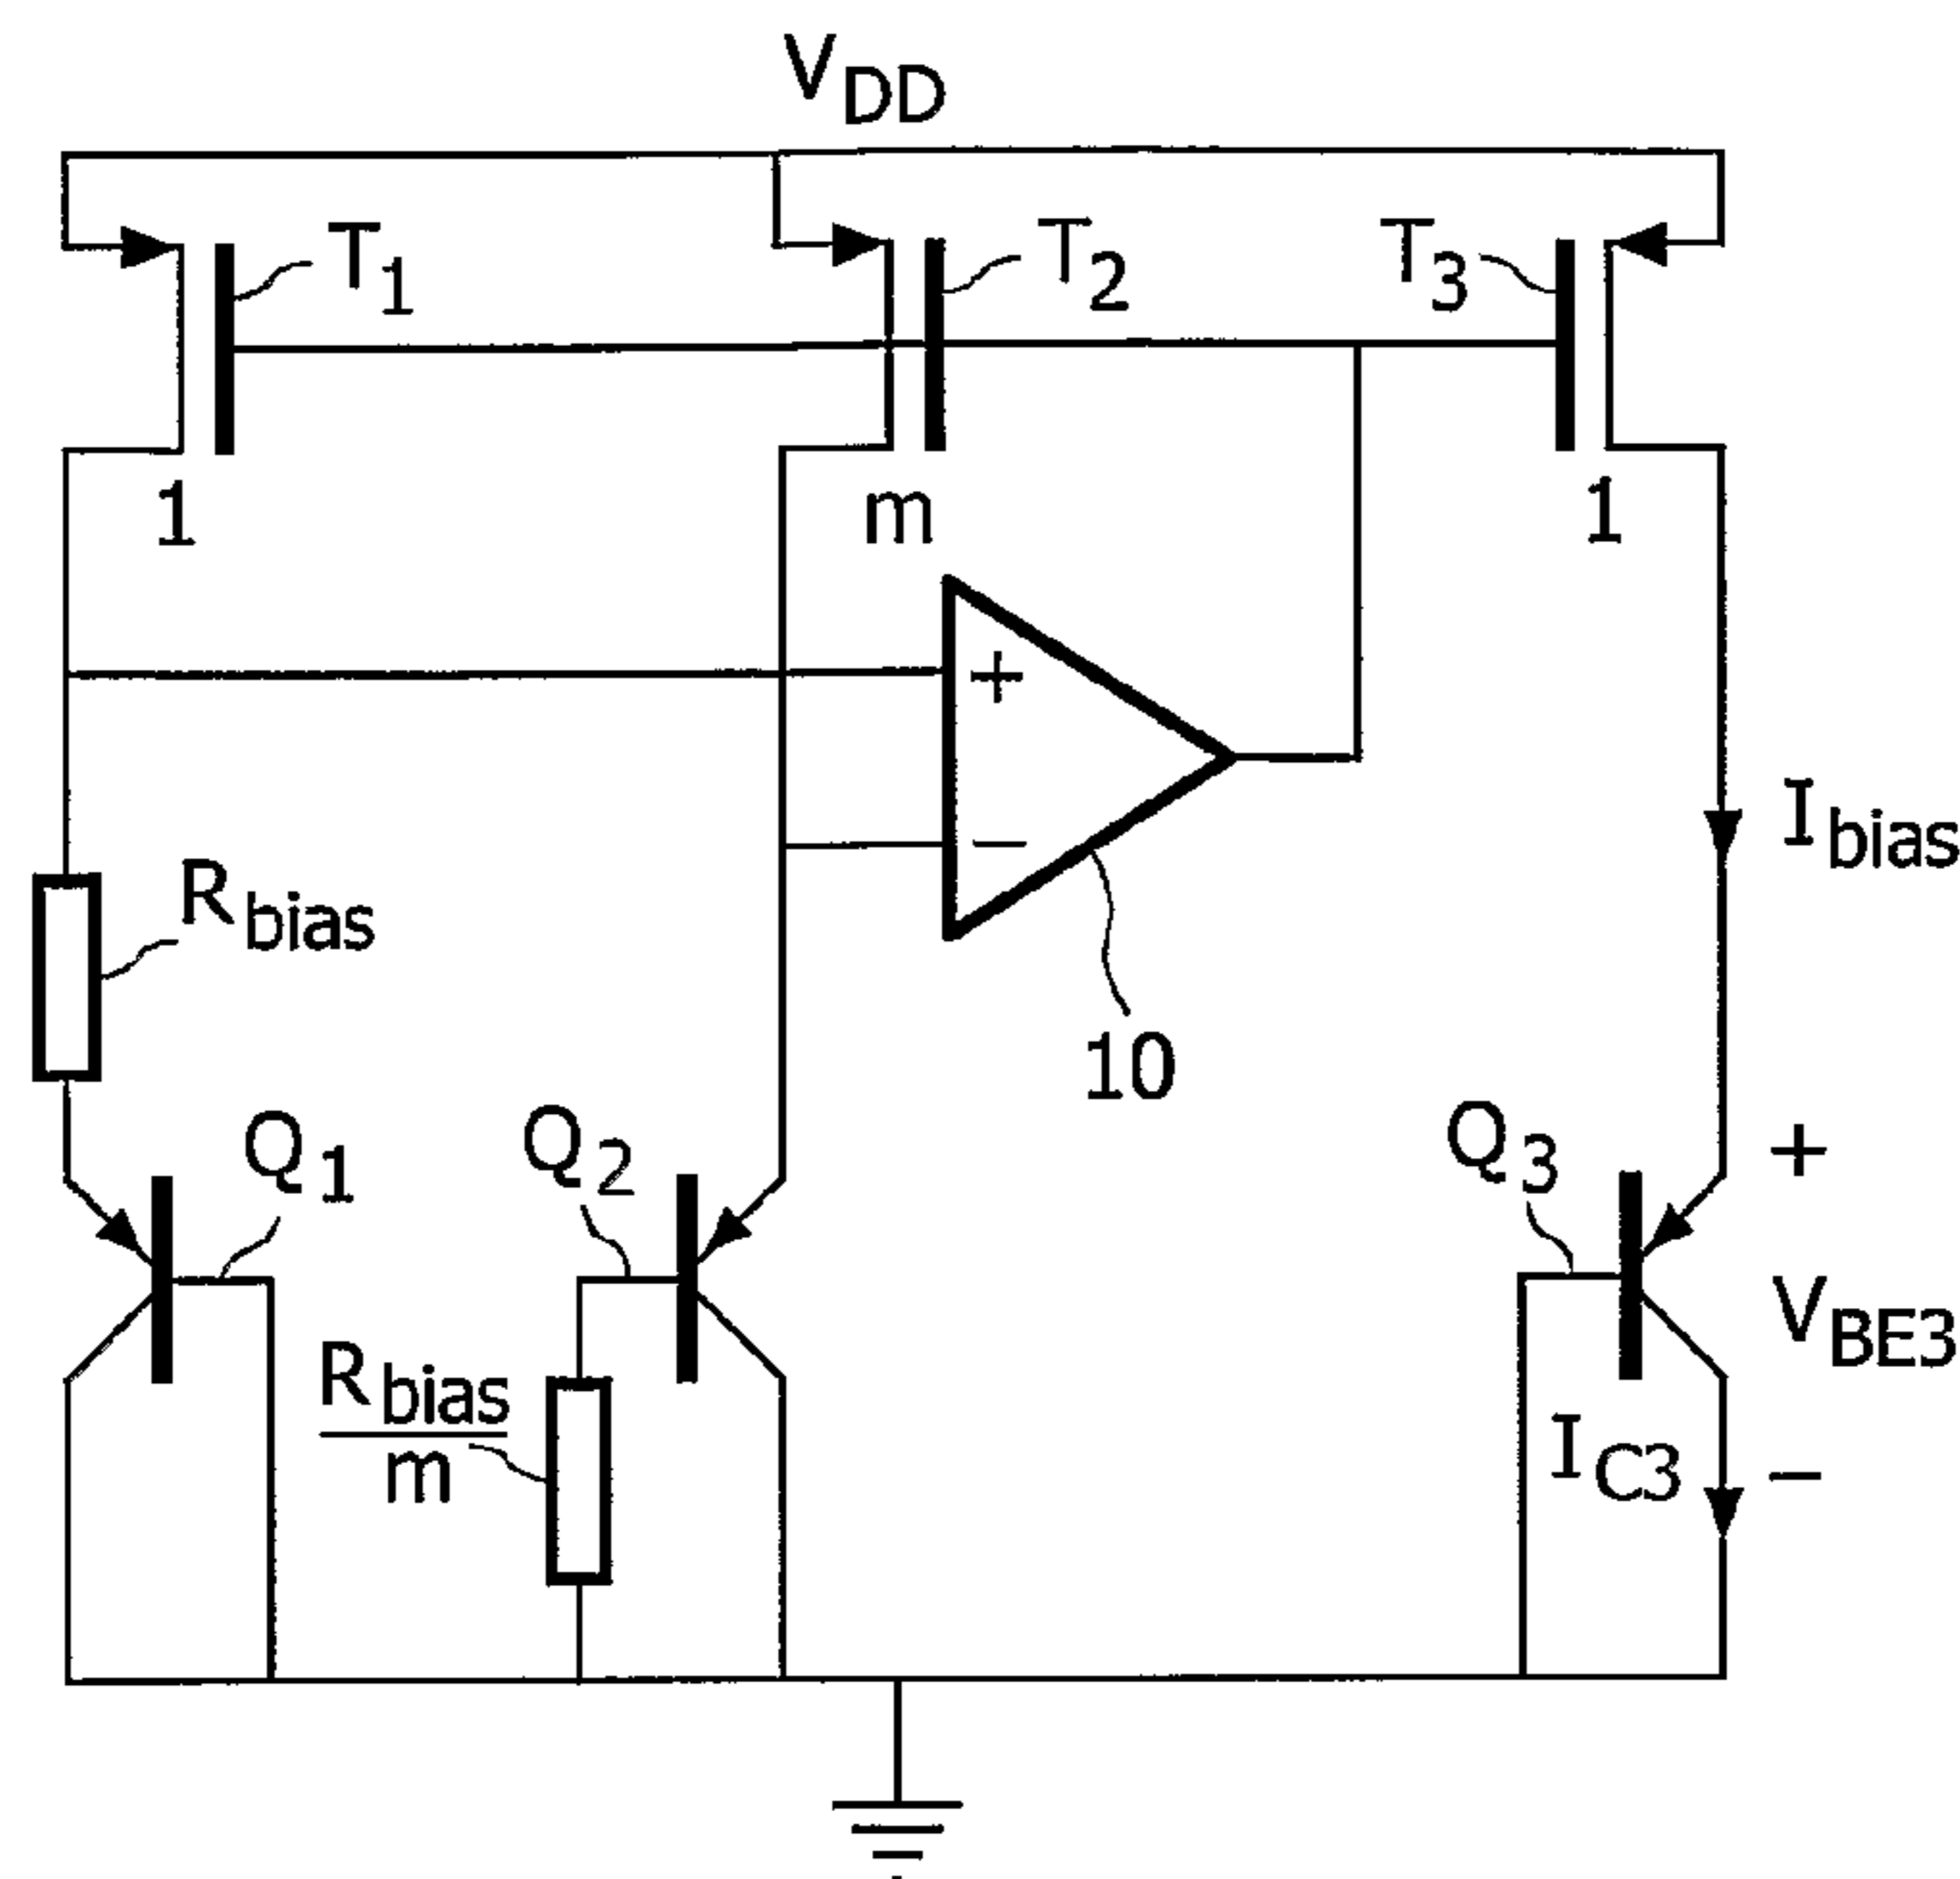 VDD
T1
T2
T3
1
m
1
+
−
Ibias
Rbias
10
Q1
Q2
Q3
+
VBE3
Rbias
m
IC3
−